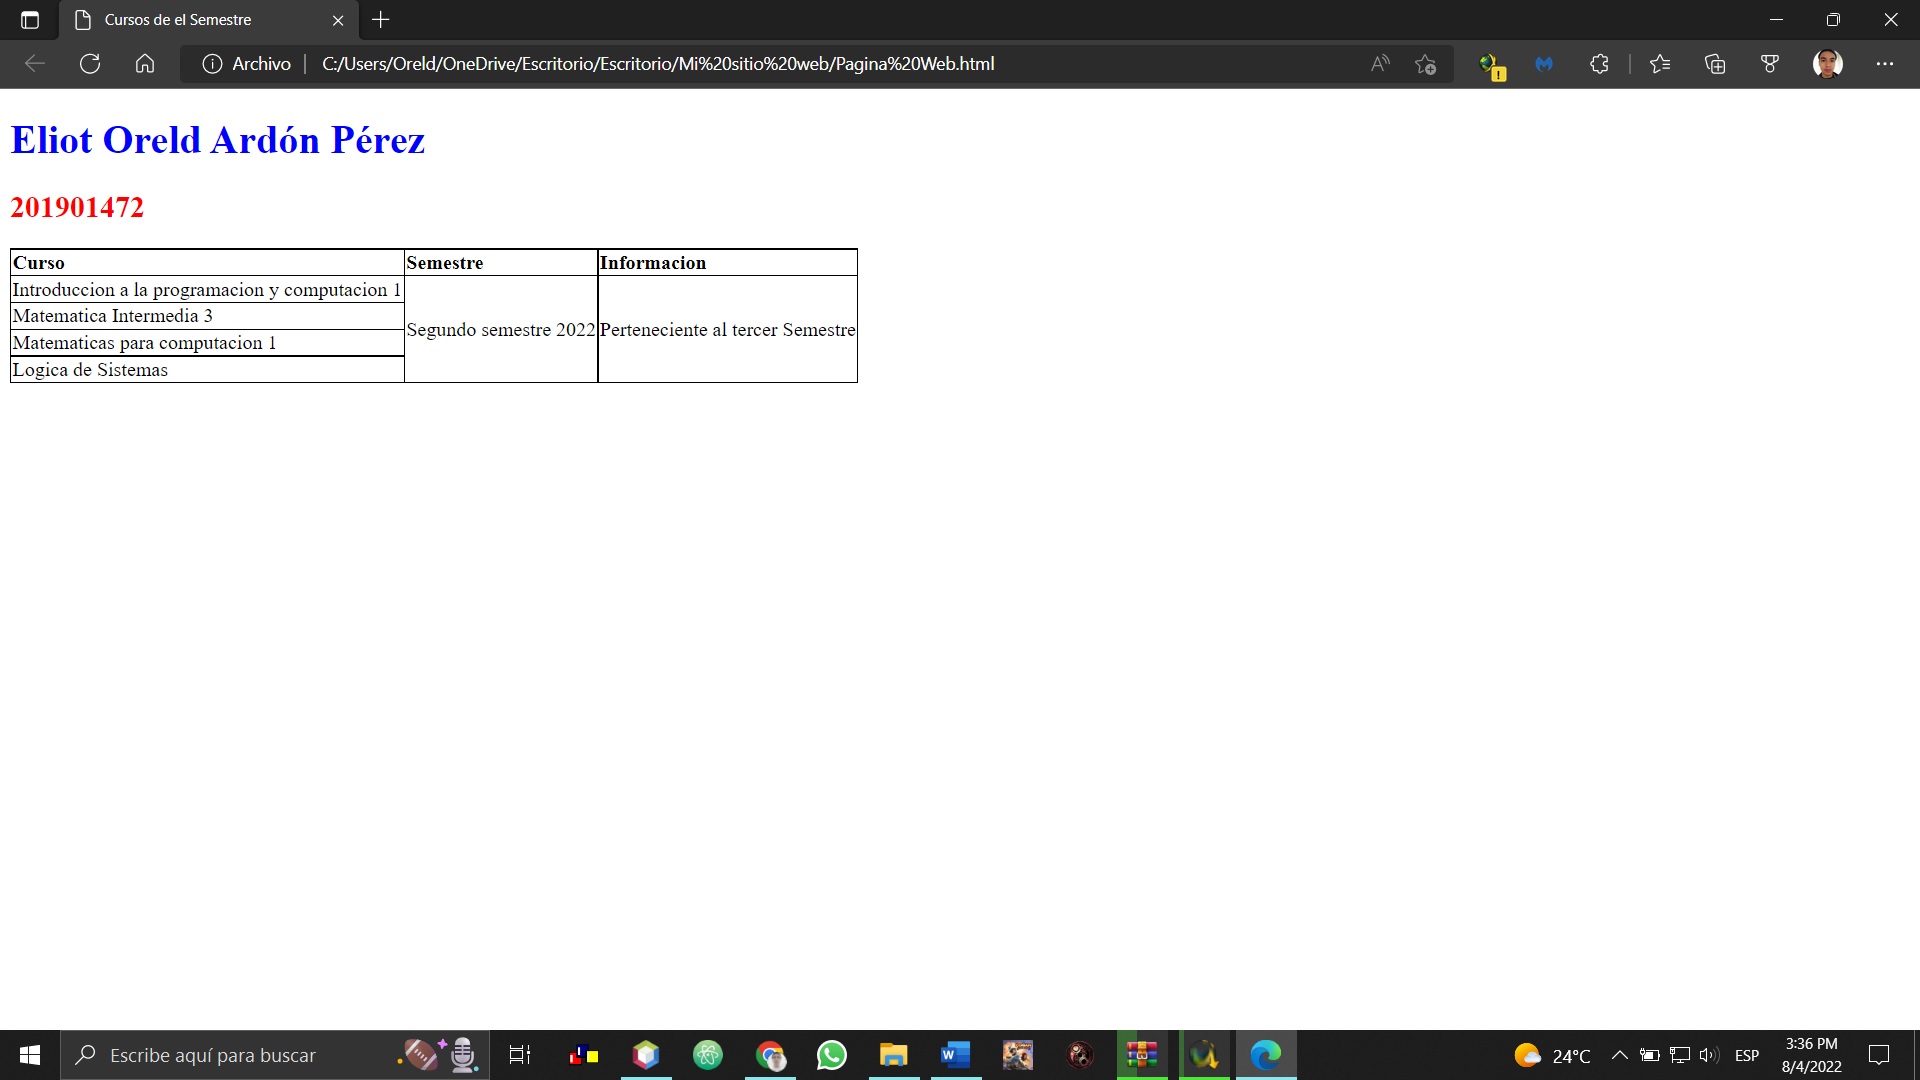 Cursos de el Semestre
Archivo C:/Users/Oreld/OneDrive/Escritorio/Escritorio/Mi%20sitio%20web/Pagina%20Web.html
Eliot Oreld Ardón Pérez
201901472
Curso Semestre Informacion
Introduccion a la programacion y computacion 1
Matematica Intermedia 3
Segundo semestre 2022 Perteneciente al tercer Semestre
Matematicas para computacion 1
Logica de Sistemas
Escribe aquí para buscar
24°C ESP
3:36 PM
8/4/2022